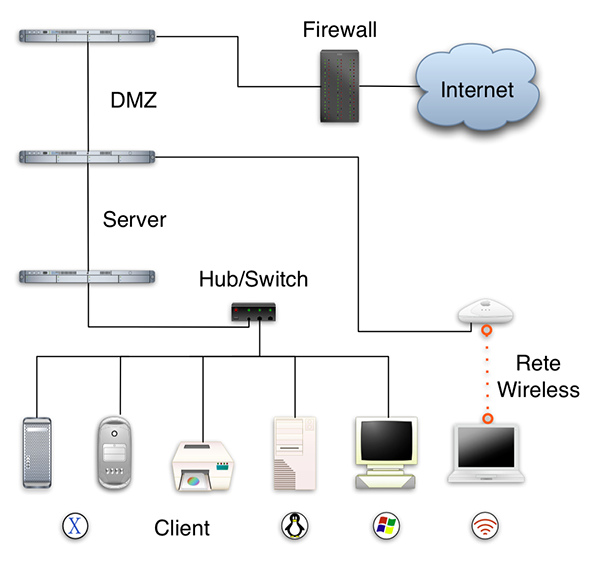 Firewall
Internet
DMZ
Server
Hub/Switch
Rete
Wireless
X
Client